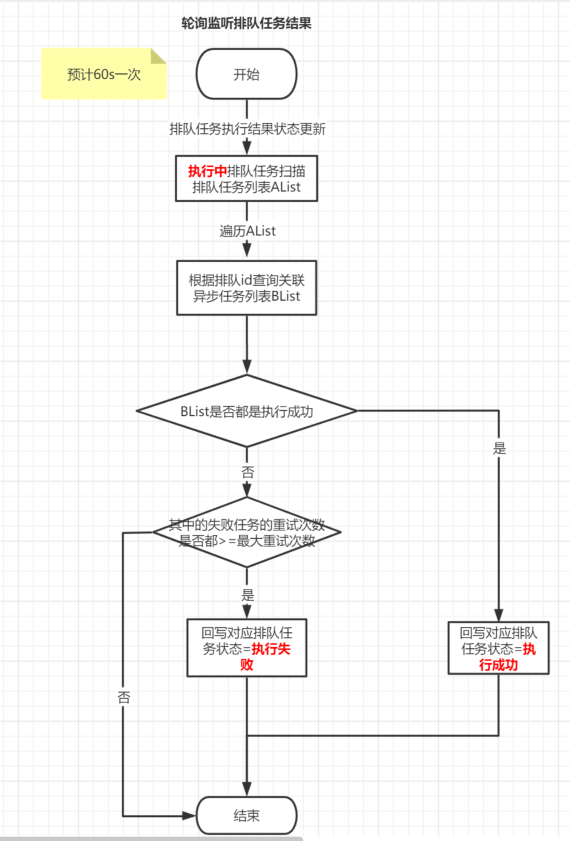 轮询监听排队任务结果
预计60s一次
开始
排队任务执行结果状态更新
执行中排队任务扫描
排队任务列表AList
遍历AList
根据排队id查询关联
异步任务列表BList
BList是否都是执行成功
是
否
其中的失败任务的重试次数
是否都>=最大重试次数
是
回写对应排队任
务状态=执行失
败
回写对应排队
任务状态=执
行成功
否
结束